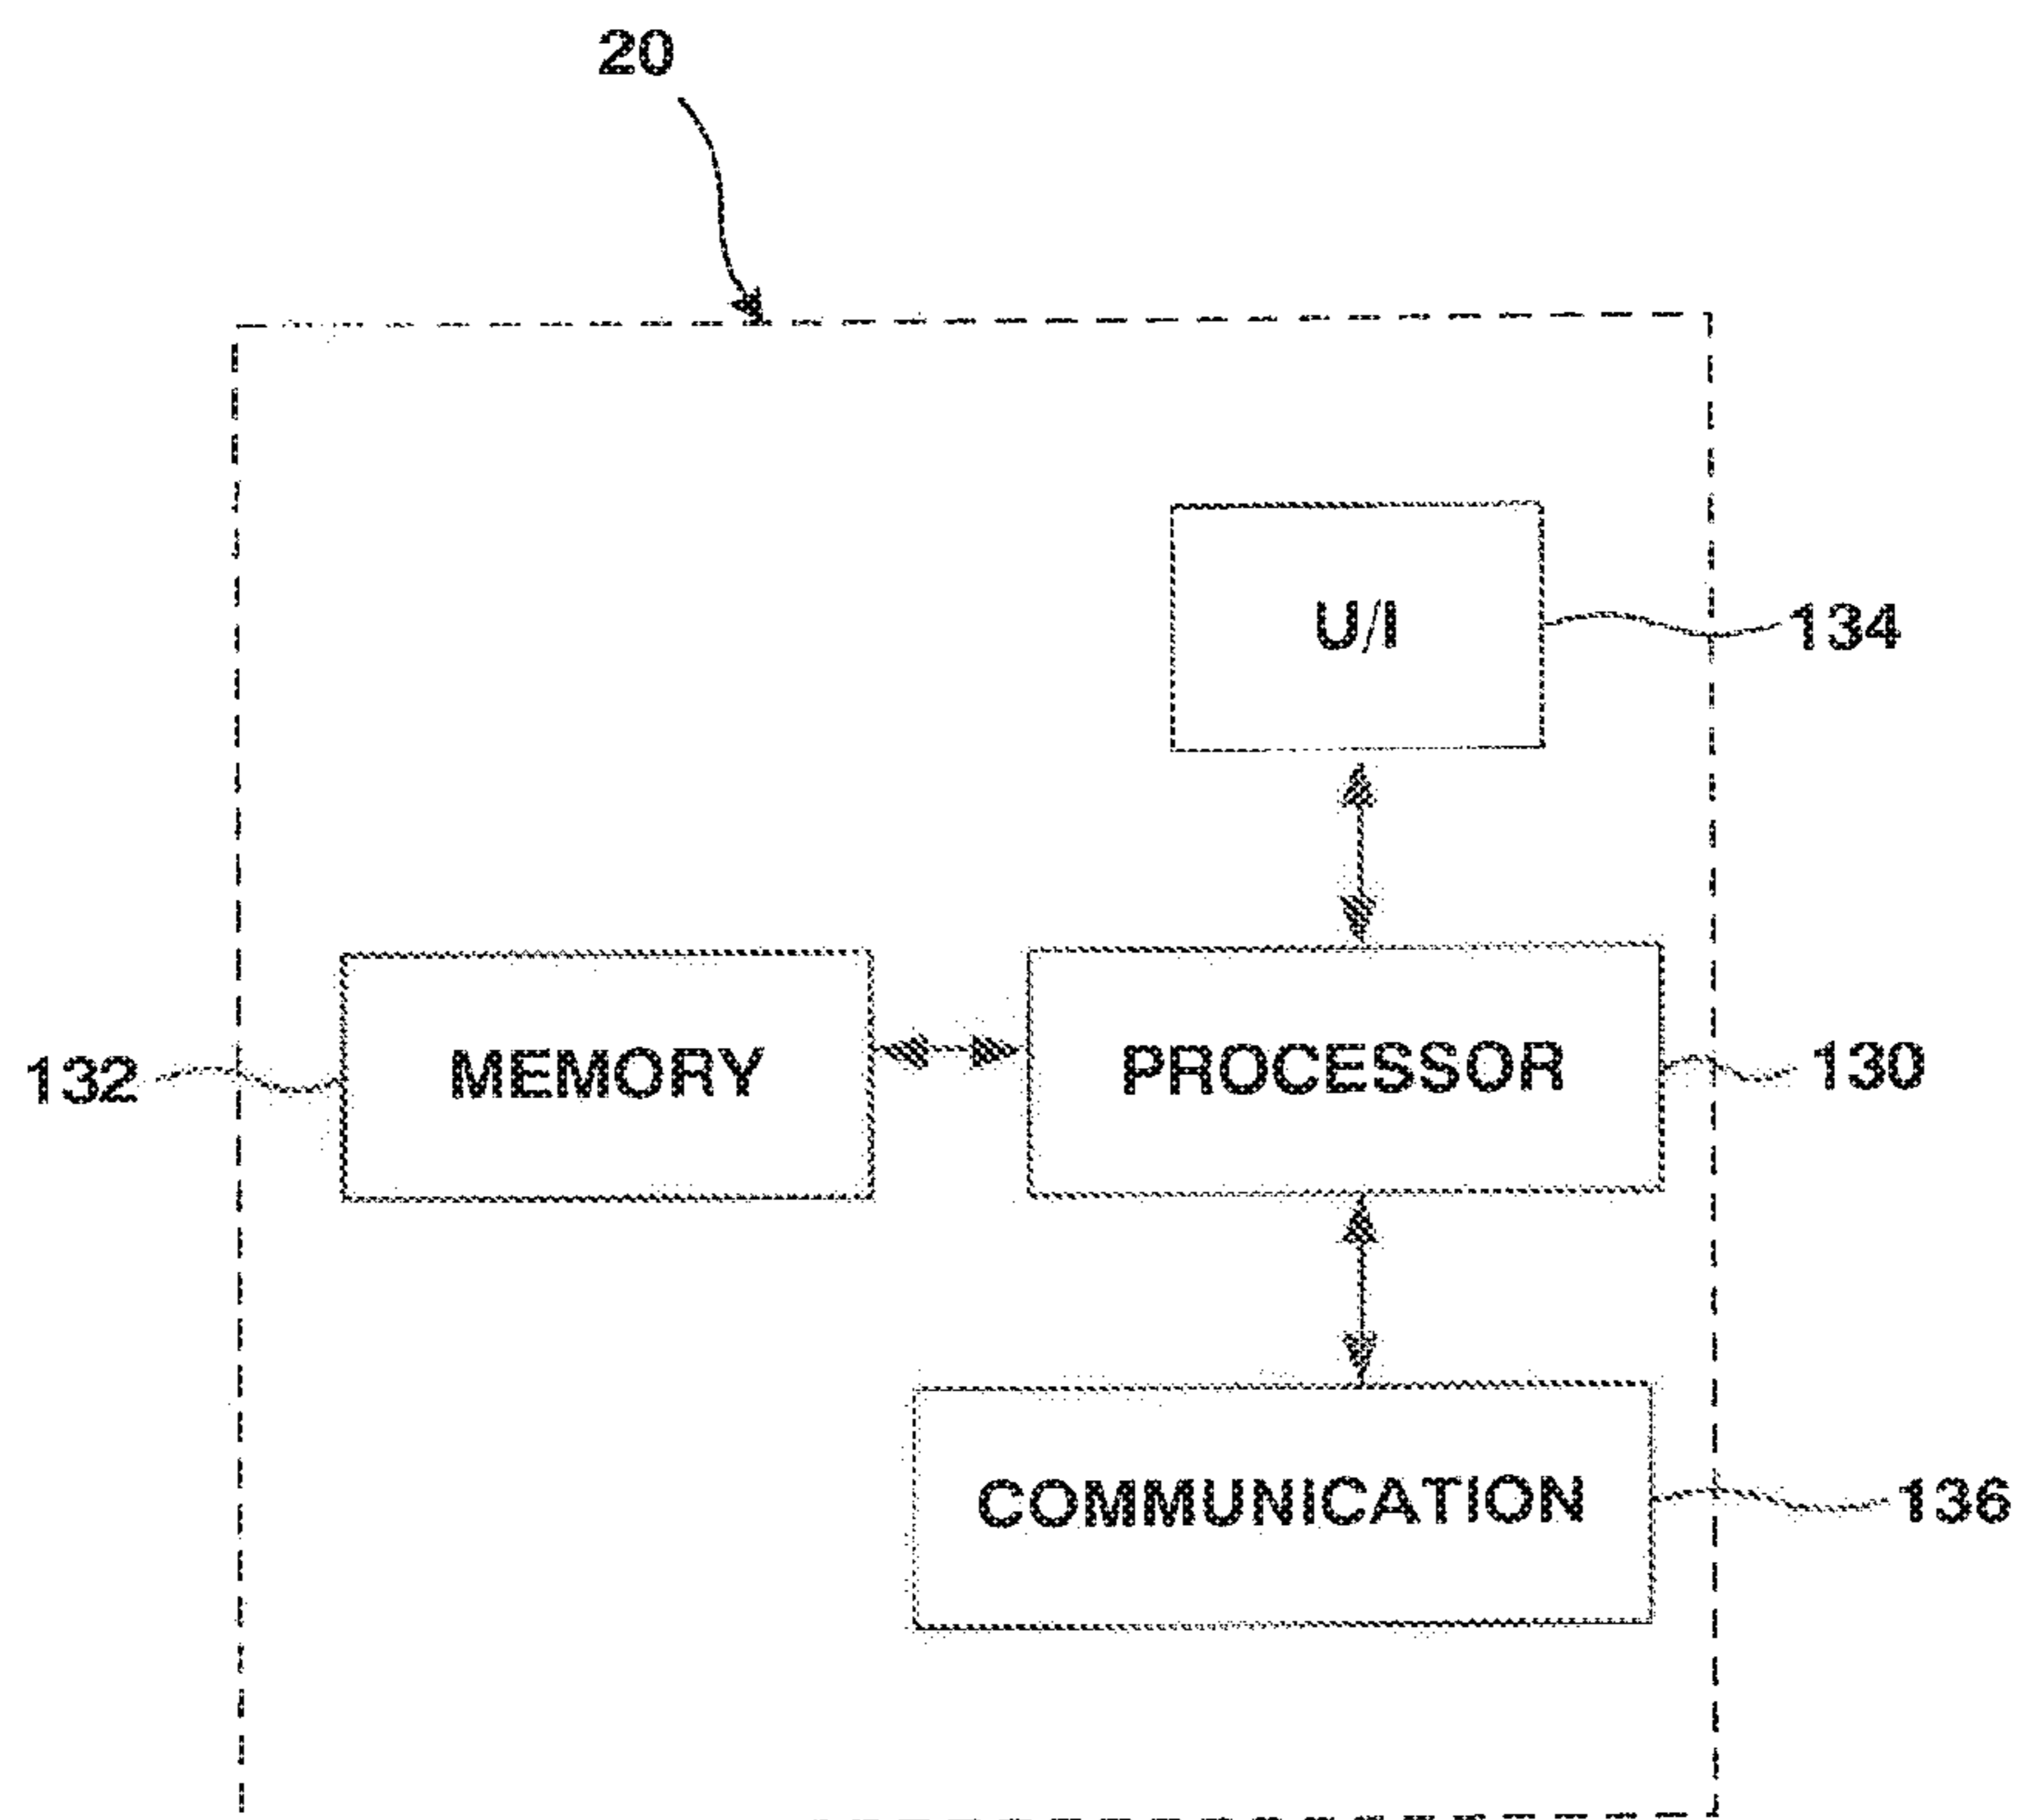 20
U/I
134
132
MEMORY
PROCESSOR
130
COMMUNICATION
136